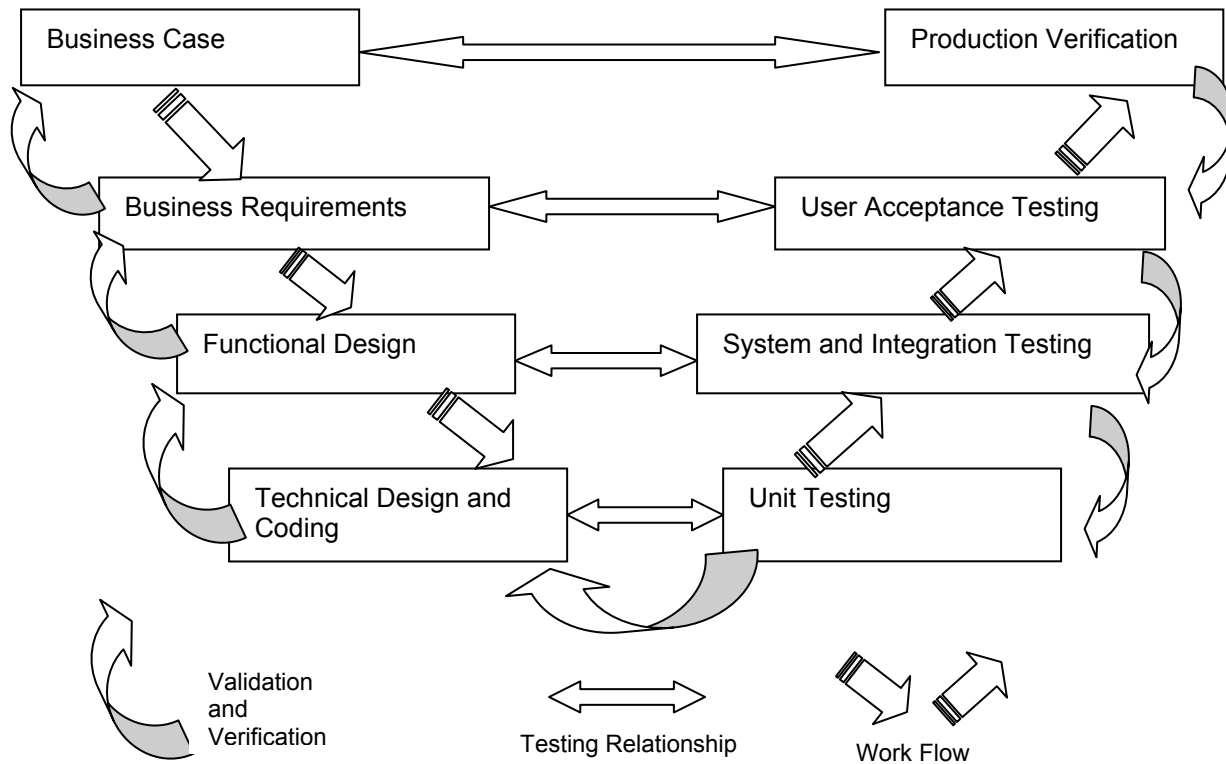 Business Case
Production Verification
Business Requirements
User Acceptance Testing
Functional Design
System and Integration Testing
Technical Design and
Coding
Unit Testing
Validation
and
Verification
Testing Relationship
Work Flow